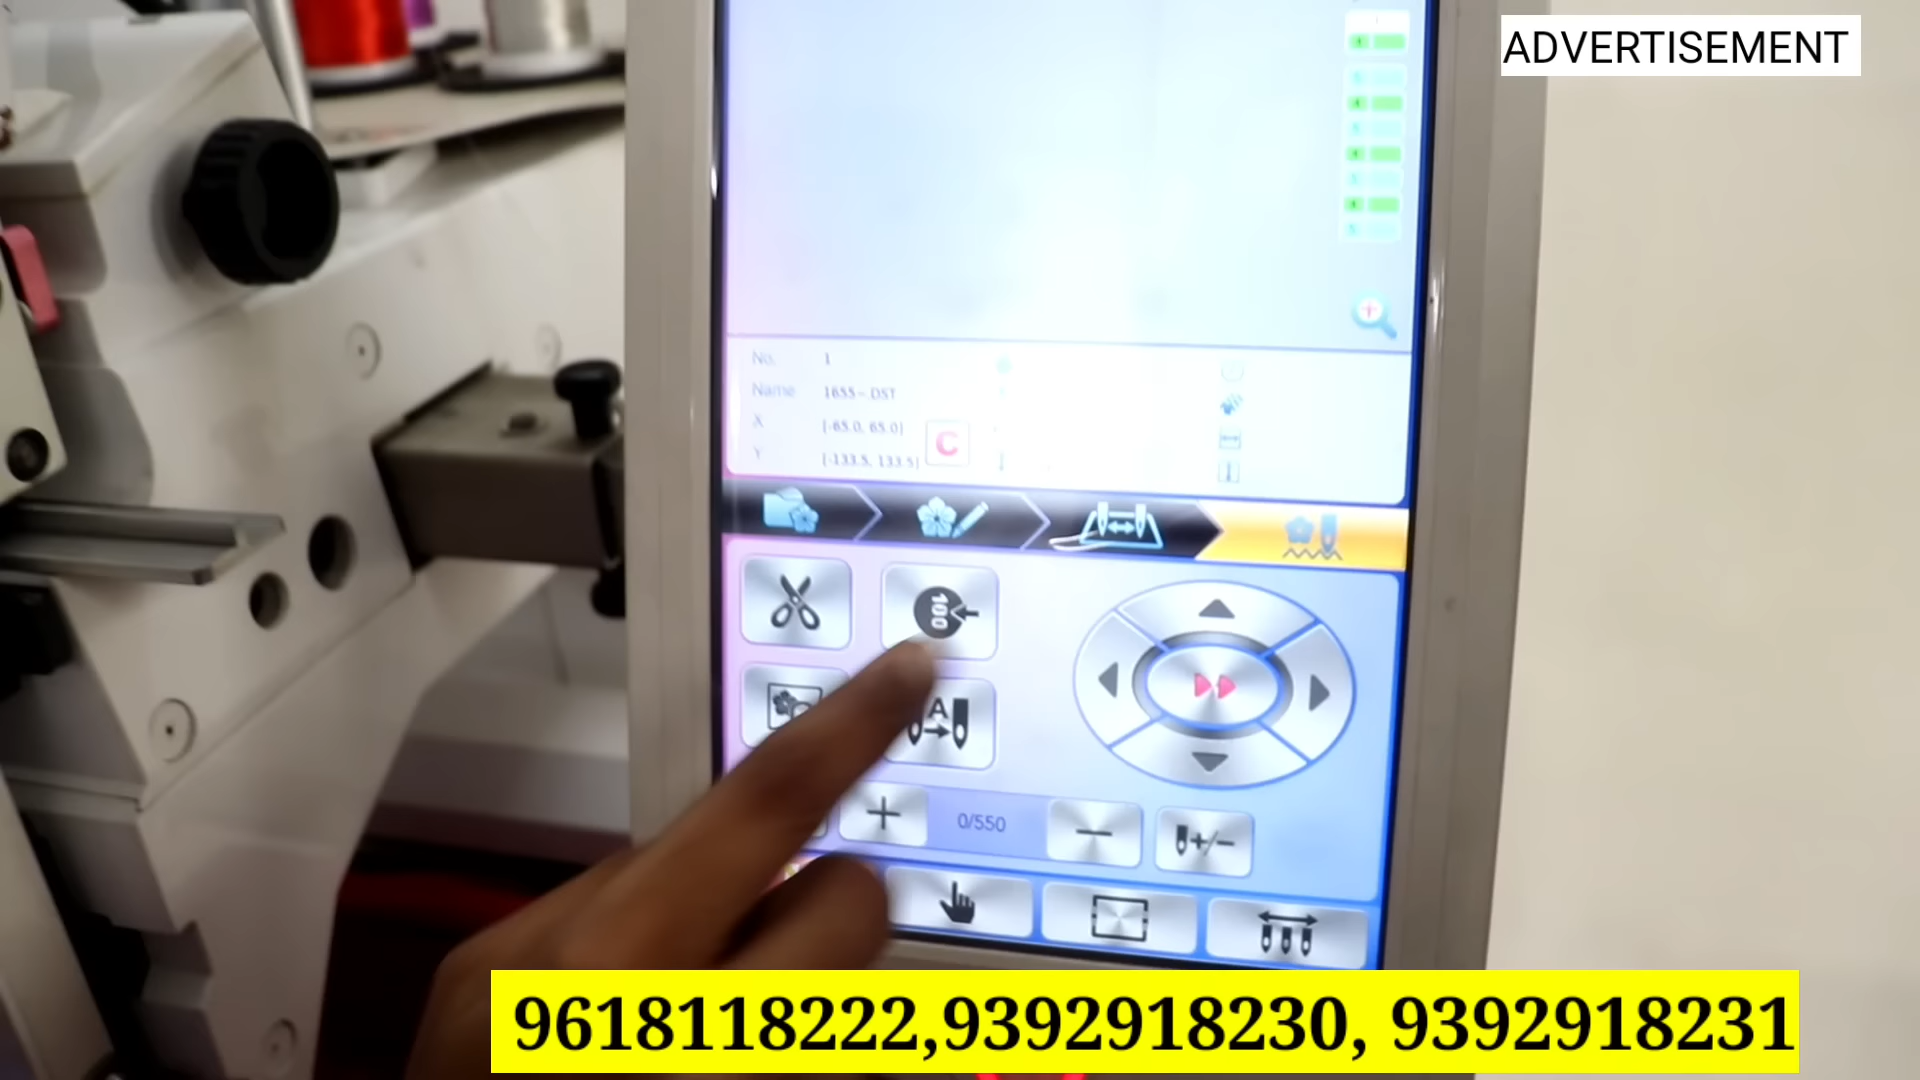 ADVERTISEMENT
No. 1
Name 1655~.DST
X [-65.0, 65.0]
Y [-133.5, 133.5]
C
100
A
0/550
+/-
9618118222,9392918230, 9392918231